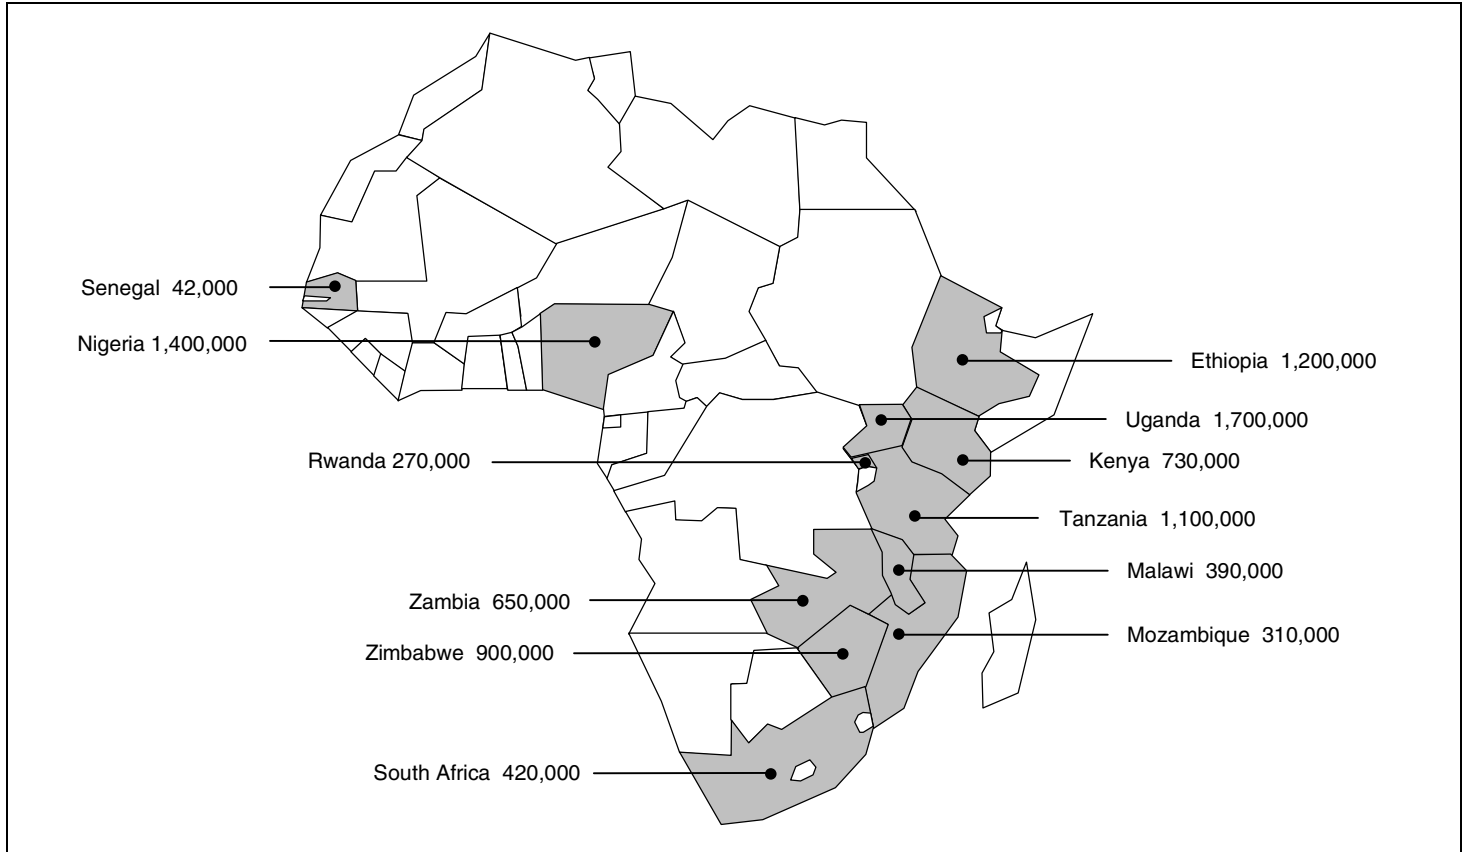 Senegal 42,000
Nigeria 1,400,000
Ethiopia 1,200,000
Uganda 1,700,000
Rwanda 270,000
Kenya 730,000
Tanzania 1,100,000
Malawi 390,000
Zambia 650,000
Mozambique 310,000
Zimbabwe 900,000
South Africa 420,000